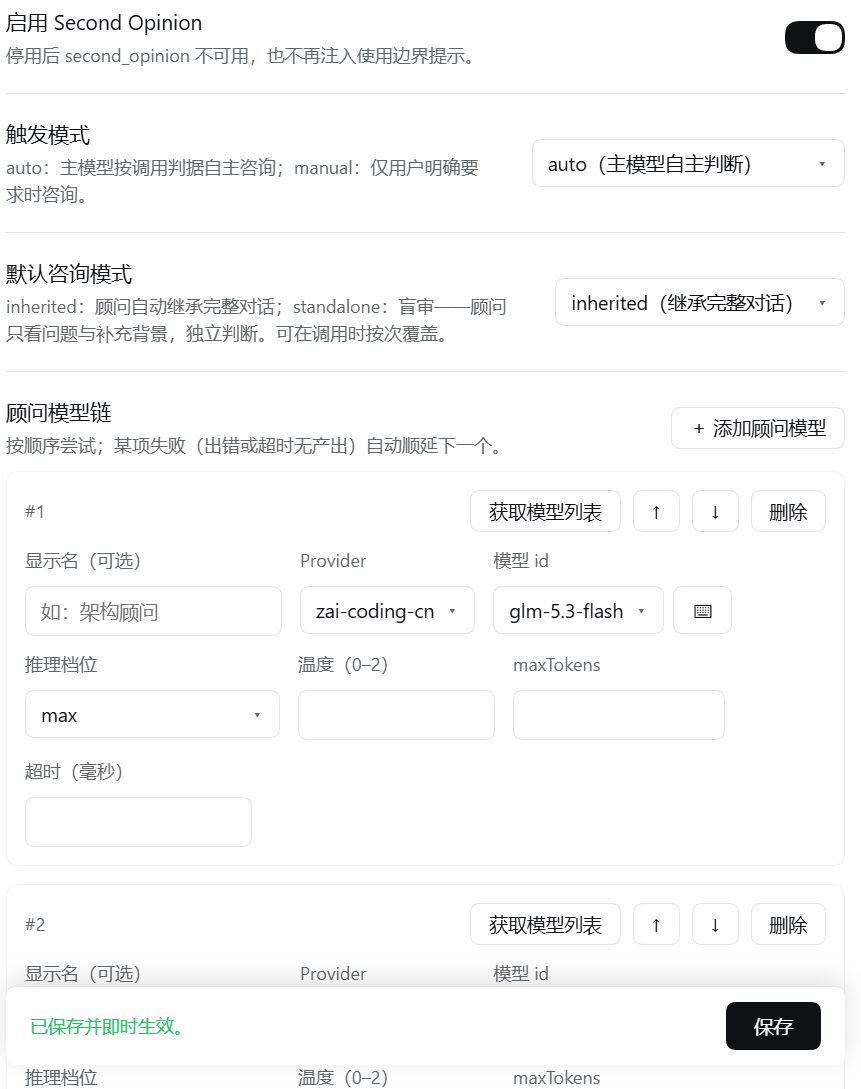 启用 Second Opinion
停用后 second_opinion 不可用，也不再注入使用边界提示。
触发模式
auto：主模型按调用判据自主咨询；manual：仅用户明确要
求时咨询。
auto（主模型自主判断）
默认咨询模式
inherited：顾问自动继承完整对话；standalone：盲审——顾问
只看问题与补充背景，独立判断。可在调用时按次覆盖。
inherited（继承完整对话）
顾问模型链
按顺序尝试；某项失败（出错或超时无产出）自动顺延下一个。
+ 添加顾问模型
#1 获取模型列表 ↑ ↓ 删除
显示名（可选） Provider 模型 id
如：架构顾问 zai-coding-cn glm-5.3-flash
推理档位 温度（0–2） maxTokens
max
超时（毫秒）
#2 获取模型列表 ↑ ↓ 删除
显示名（可选） Provider 模型 id
已保存并即时生效。 保存
推理档位 温度（0–2） maxTokens